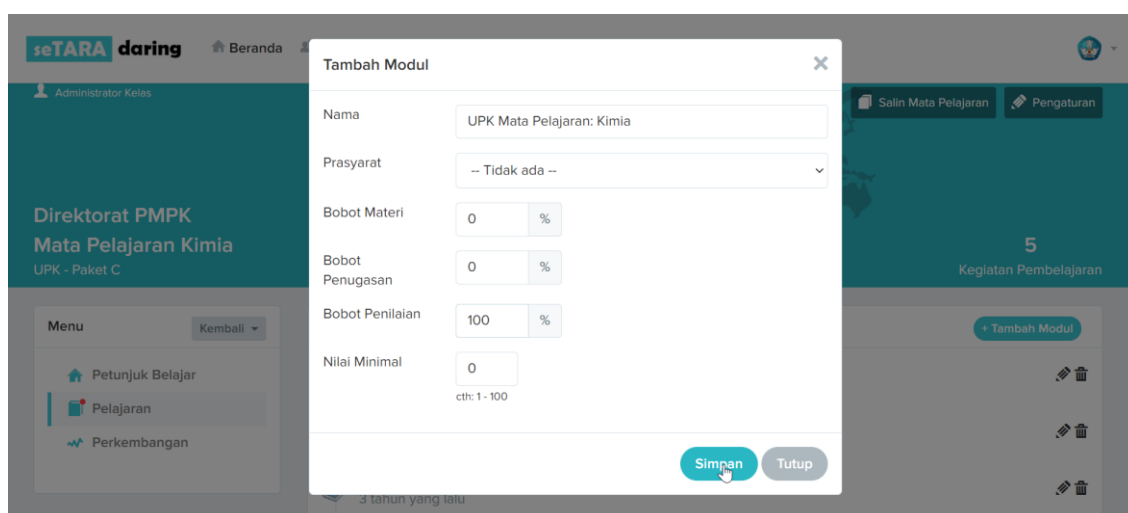 seTARA daring
Beranda
Administrator Kelas
Salin Mata Pelajaran
Pengaturan
Direktorat PMPK
Mata Pelajaran Kimia
UPK - Paket C
5
Kegiatan Pembelajaran
Tambah Modul
Nama
UPK Mata Pelajaran: Kimia
Prasyarat
-- Tidak ada --
Bobot Materi
0 %
Bobot
Penugasan
0 %
Bobot Penilaian
100 %
Nilai Minimal
0
cth: 1 - 100
Simpan
Tutup
Menu
Kembali
+ Tambah Modul
Petunjuk Belajar
Pelajaran
Perkembangan
3 tahun yang lalu